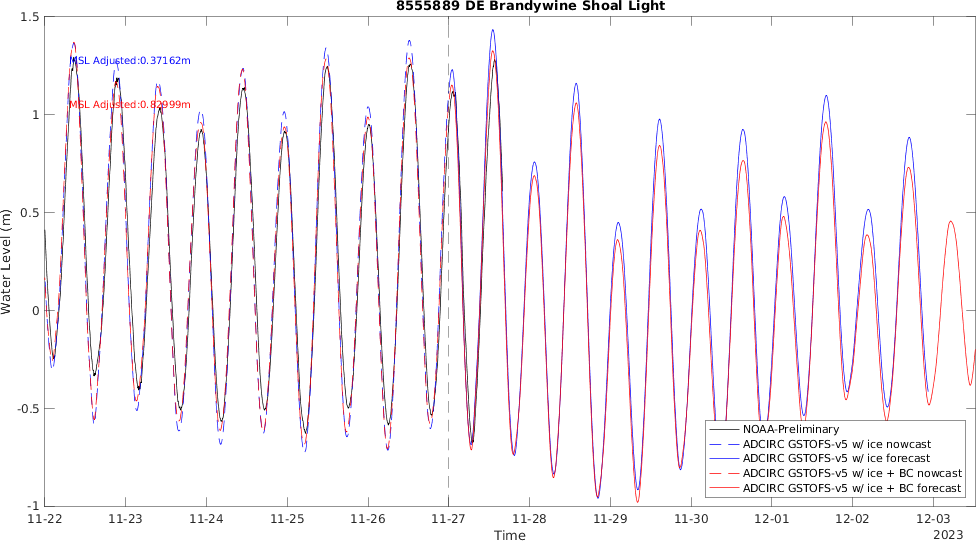 8555889 DE Brandywine Shoal Light
1.5
MSL Adjusted:0.37162m
MSL Adjusted:0.82999m
1
0.5
0
-0.5
-1
Water Level (m)
NOAA-Preliminary
ADCIRC GSTOFS-v5 w/ ice nowcast
ADCIRC GSTOFS-v5 w/ ice forecast
ADCIRC GSTOFS-v5 w/ ice + BC nowcast
ADCIRC GSTOFS-v5 w/ ice + BC forecast
11-22 11-23 11-24 11-25 11-26 11-27 11-28 11-29 11-30 12-01 12-02 12-03
Time
2023